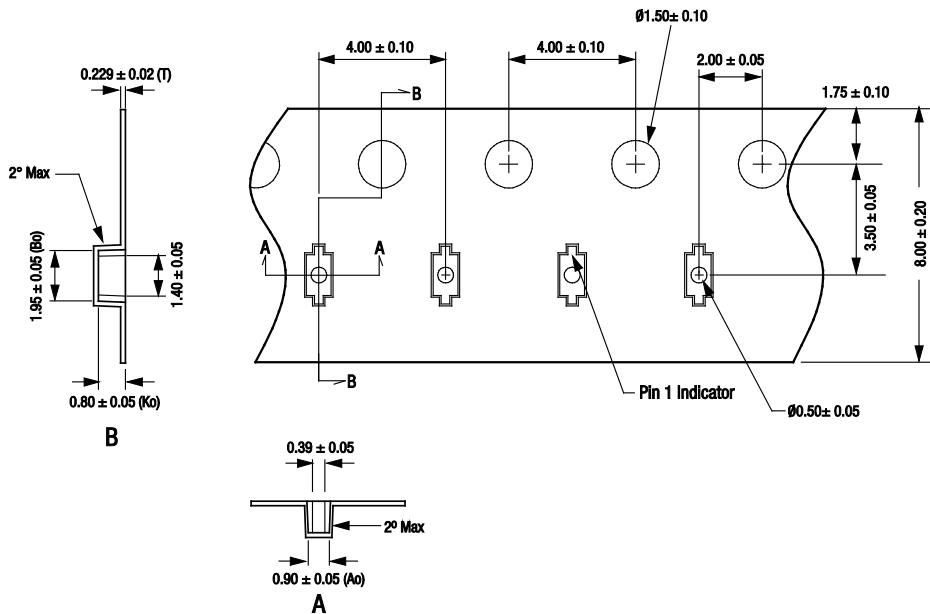 Ø1.50± 0.10
4.00 ± 0.10
4.00 ± 0.10
2.00 ± 0.05
0.229 ± 0.02 (T)
B
1.75 ± 0.10
2° Max
3.50 ± 0.05
8.00 ± 0.20
A
A
1.95 ± 0.05 (Bo)
1.40 ± 0.05
B
Pin 1 Indicator
0.80 ± 0.05 (Ko)
Ø0.50± 0.05
B
0.39 ± 0.05
2º Max
0.90 ± 0.05 (Ao)
A